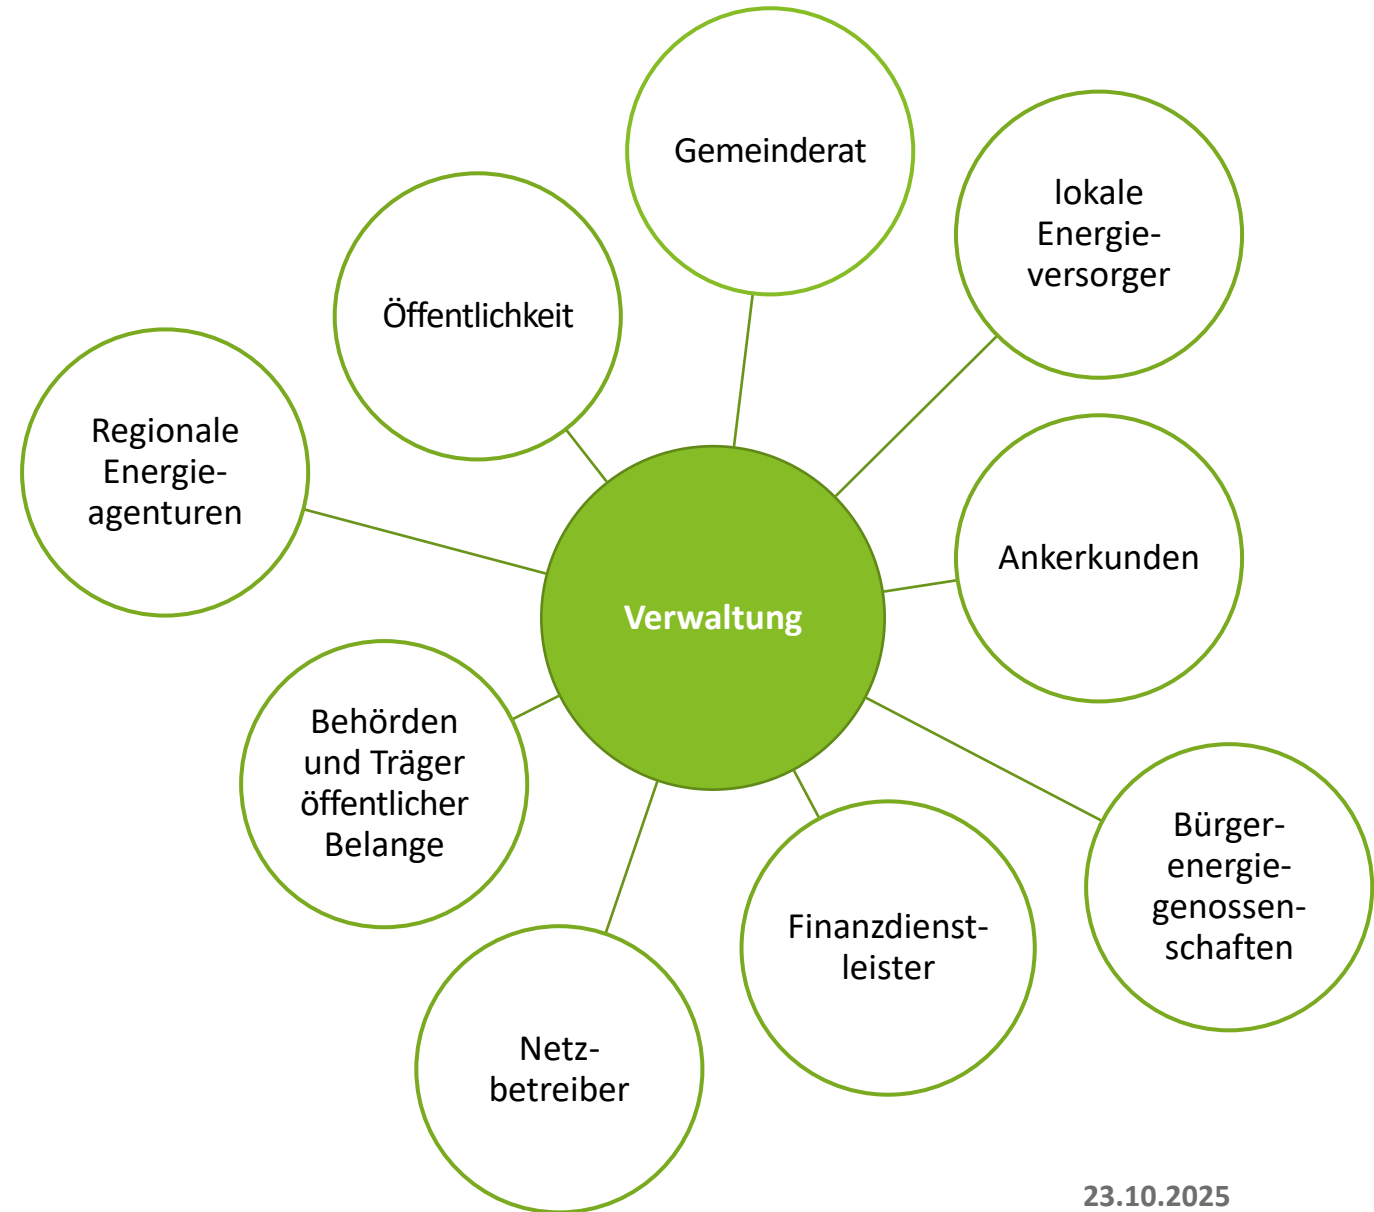 Gemeinderat
lokale
Energie-
versorger
Öffentlichkeit
Regionale
Energie-
agenturen
Ankerkunden
Verwaltung
Behörden
und Träger
öffentlicher
Belange
Bürger-
energie-
genossen-
schaften
Finanzdienst-
leister
Netz-
betreiber
23.10.2025